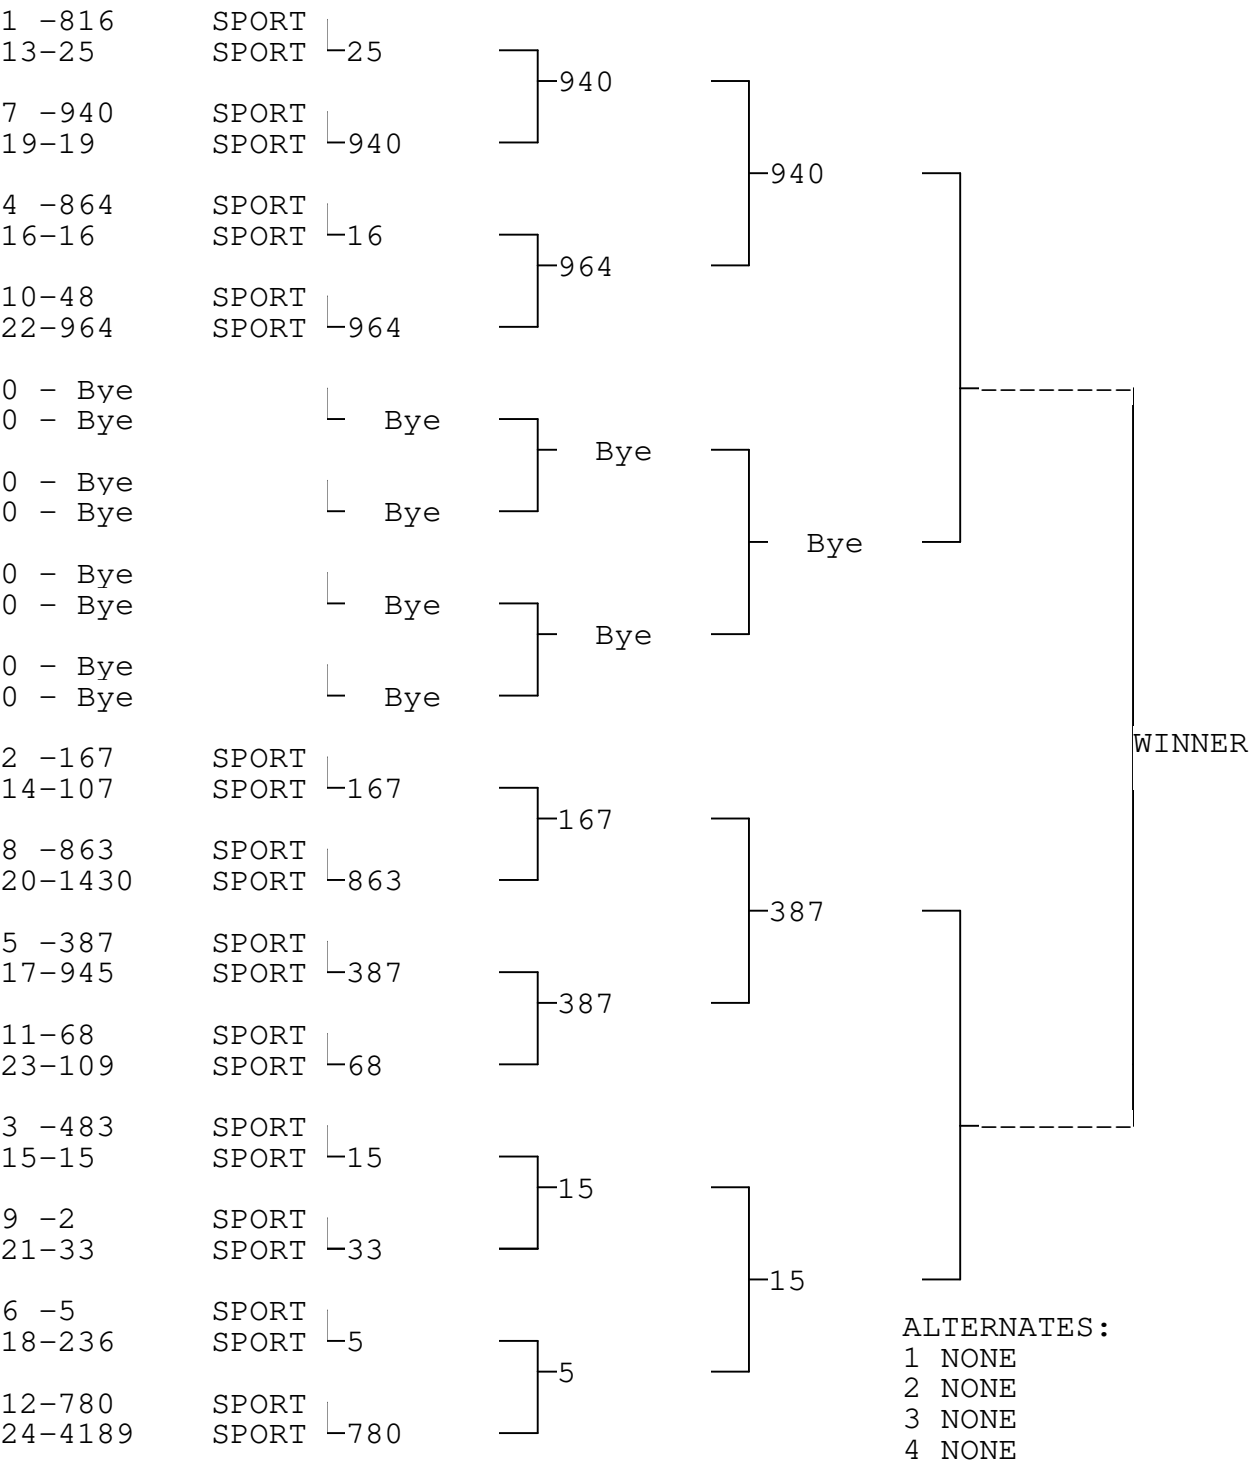 1 -816 SPORT
13-25 SPORT 25
940
7 -940 SPORT
19-19 SPORT 940
940
4 -864 SPORT
16-16 SPORT 16
964
10-48 SPORT
22-964 SPORT 964
0 - Bye
0 - Bye Bye
Bye
0 - Bye
0 - Bye Bye
Bye
0 - Bye
0 - Bye Bye
Bye
0 - Bye
0 - Bye Bye
WINNER
2 -167 SPORT
14-107 SPORT 167
167
8 -863 SPORT
20-1430 SPORT 863
387
5 -387 SPORT
17-945 SPORT 387
387
11-68 SPORT
23-109 SPORT 68
3 -483 SPORT
15-15 SPORT 15
15
9 -2 SPORT
21-33 SPORT 33
15
6 -5 SPORT
18-236 SPORT 5
5
12-780 SPORT
24-4189 SPORT 780
ALTERNATES:
1 NONE
2 NONE
3 NONE
4 NONE